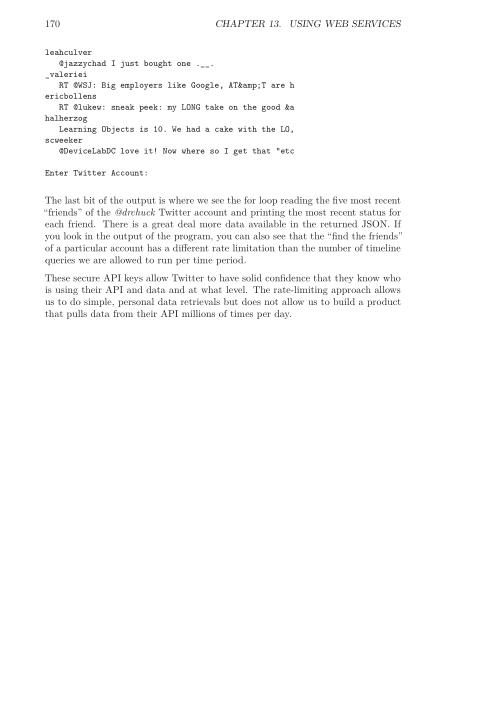 170 CHAPTER 13. USING WEB SERVICES
leahculver
@jazzychad I just bought one .__.
_valeriei
RT @WSJ: Big employers like Google, AT&amp;T are h
ericbollens
RT @lukew: sneak peek: my LONG take on the good &a
halherzog
Learning Objects is 10. We had a cake with the LO,
scweeker
@DeviceLabDC love it! Now where so I get that "etc
Enter Twitter Account:
The last bit of the output is where we see the for loop reading the five most recent
“friends” of the @drchuck Twitter account and printing the most recent status for
each friend. There is a great deal more data available in the returned JSON. If
you look in the output of the program, you can also see that the “find the friends”
of a particular account has a different rate limitation than the number of timeline
queries we are allowed to run per time period.
These secure API keys allow Twitter to have solid confidence that they know who
is using their API and data and at what level. The rate-limiting approach allows
us to do simple, personal data retrievals but does not allow us to build a product
that pulls data from their API millions of times per day.